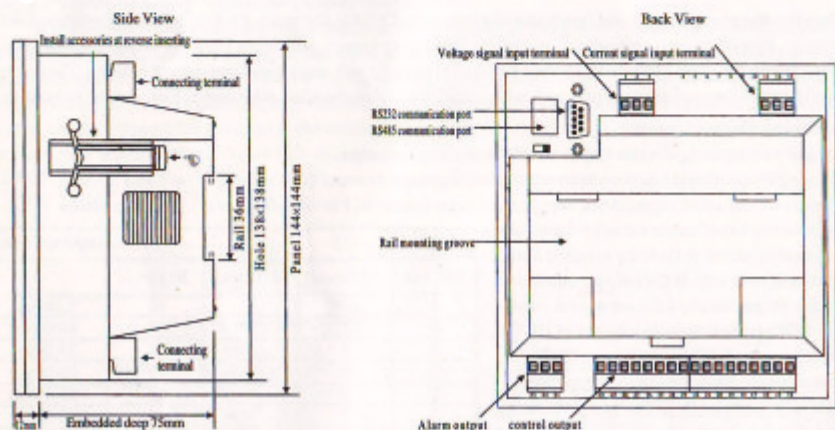 Side View
Install accessories at reverse inserting
Connecting terminal
Rail 36mm
Hole 138x138mm
Panel 144x144mm
Connecting
terminal
Embedded deep 75mm
Back View
Voltage signal input terminal
Current signal input terminal
RS232 communication port
RS485 communication port
Rail mounting groove
Alarm output
control output